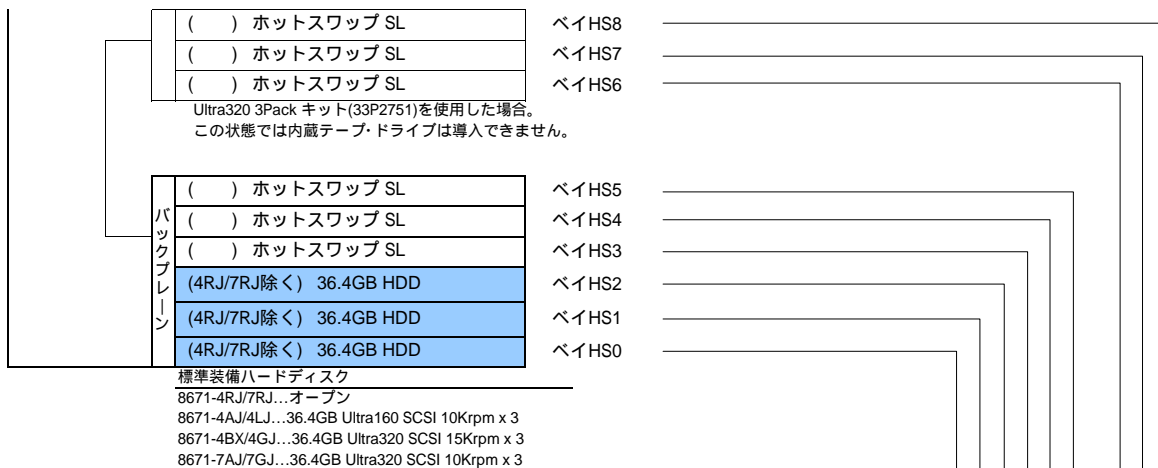 ( ) ホットスワップ SL ベイHS8
( ) ホットスワップ SL ベイHS7
( ) ホットスワップ SL ベイHS6
Ultra320 3Pack キット(33P2751)を使用した場合。
この状態では内蔵テープ・ドライブは導入できません。
バックプレーン
( ) ホットスワップ SL ベイHS5
( ) ホットスワップ SL ベイHS4
( ) ホットスワップ SL ベイHS3
(4RJ/7RJ除く) 36.4GB HDD ベイHS2
(4RJ/7RJ除く) 36.4GB HDD ベイHS1
(4RJ/7RJ除く) 36.4GB HDD ベイHS0
標準装備ハードディスク
8671-4RJ/7RJ…オープン
8671-4AJ/4LJ…36.4GB Ultra160 SCSI 10Krpm x 3
8671-4BX/4GJ…36.4GB Ultra320 SCSI 15Krpm x 3
8671-7AJ/7GJ…36.4GB Ultra320 SCSI 10Krpm x 3